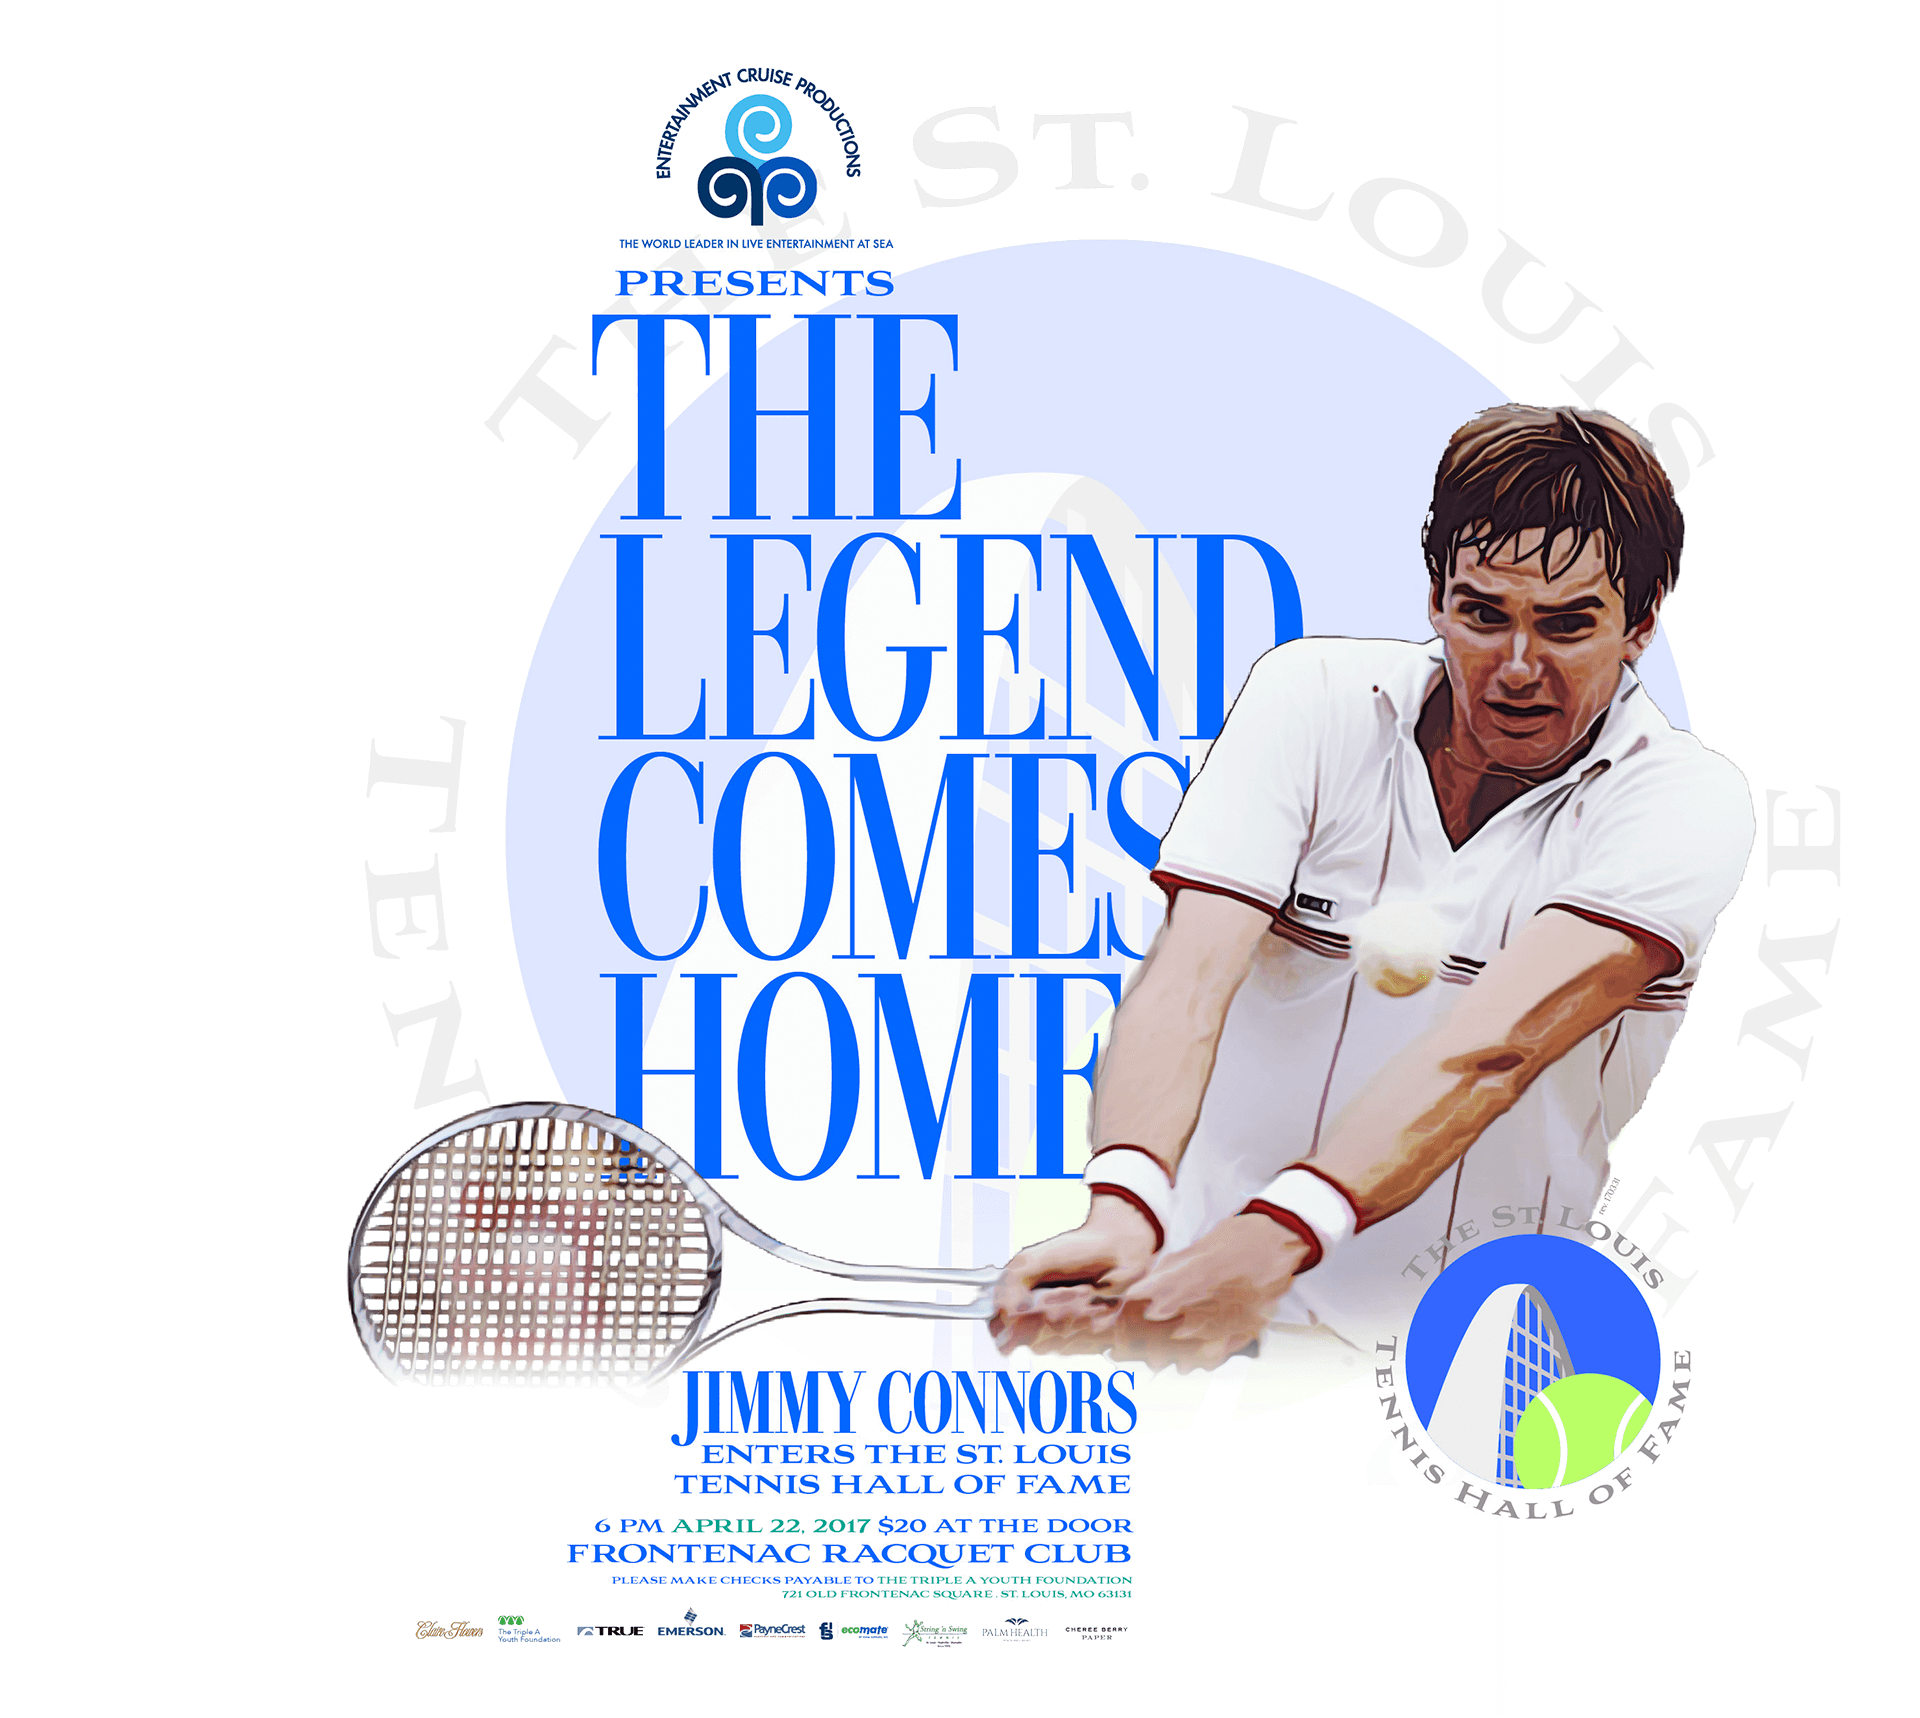 ENTERTAINMENT CRUISE PRODUCTIONS
THE WORLD LEADER IN LIVE ENTERTAINMENT AT SEA
PRESENTS
THE
LEGEND
COMES
HOME
THE ST. LOUIS
TENNIS HALL OF FAME
JIMMY CONNORS
ENTERS THE ST. LOUIS
TENNIS HALL OF FAME
6 PM APRIL 22, 2017 $20 AT THE DOOR
FRONTENAC RACQUET CLUB
PLEASE MAKE CHECKS PAYABLE TO THE TRIPLE A YOUTH FOUNDATION
721 OLD FRONTENAC SQUARE . ST. LOUIS, MO 63131
rev. 170331
THE ST. LOUIS
TENNIS HALL OF FAME
The Triple A
Youth Foundation
TRUE
EMERSON
PayneCrest
ecomate
String 'n Swing
TENNIS
PALM HEALTH
CHEREE BERRY
PAPER